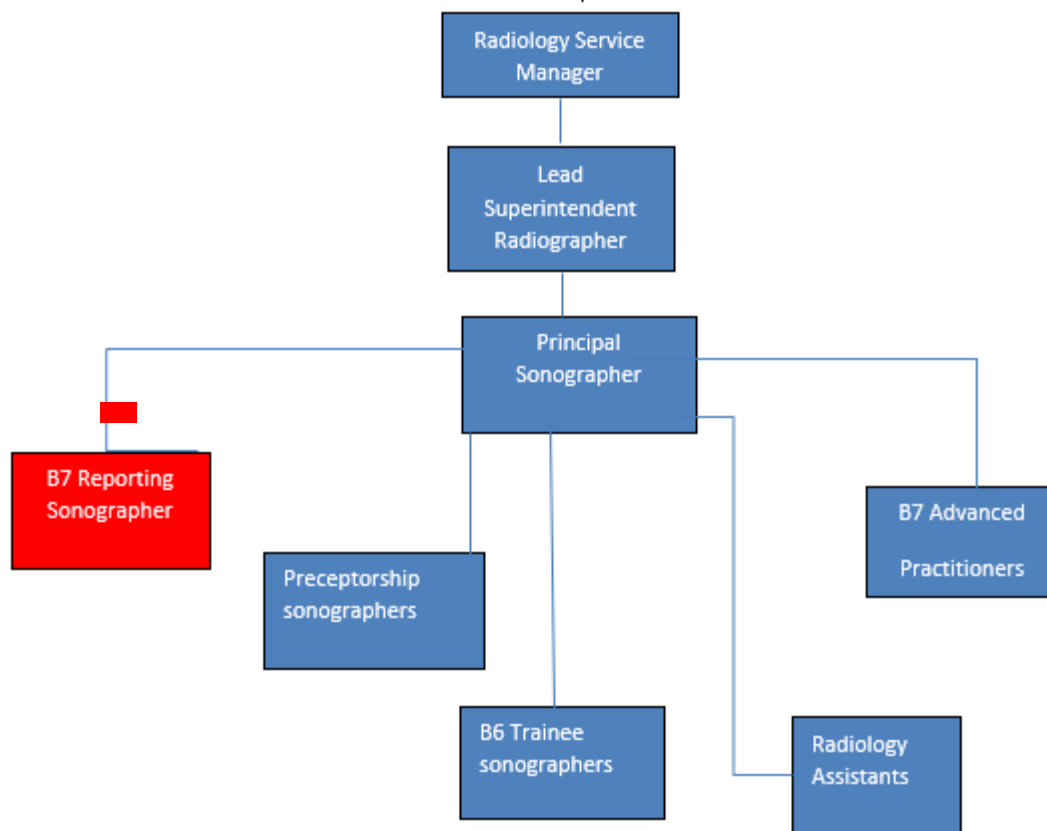 Radiology Service
Manager
Lead
Superintendent
Radiographer
Principal
Sonographer
B7 Reporting
Sonographer
B7 Advanced
Practitioners
Preceptorship
sonographers
B6 Trainee
sonographers
Radiology
Assistants